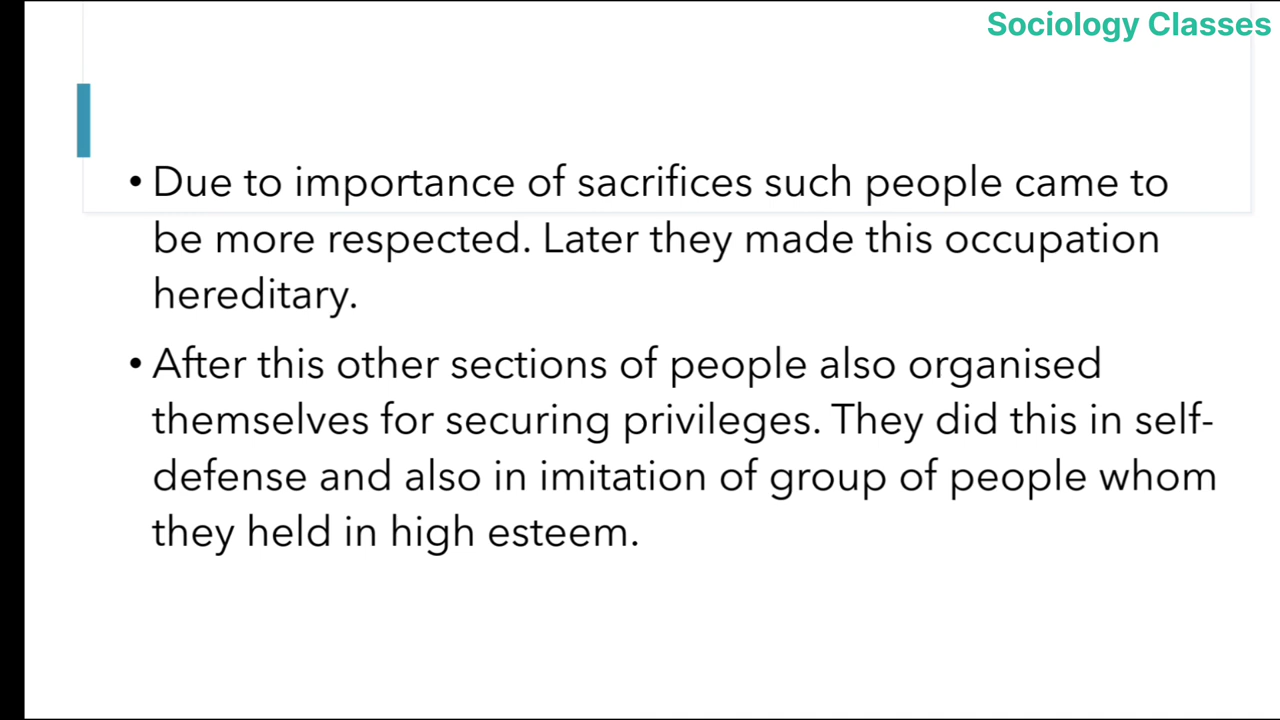 Sociology Classes
• Due to importance of sacrifices such people came to
be more respected. Later they made this occupation
hereditary.
• After this other sections of people also organised
themselves for securing privileges. They did this in self-
defense and also in imitation of group of people whom
they held in high esteem.